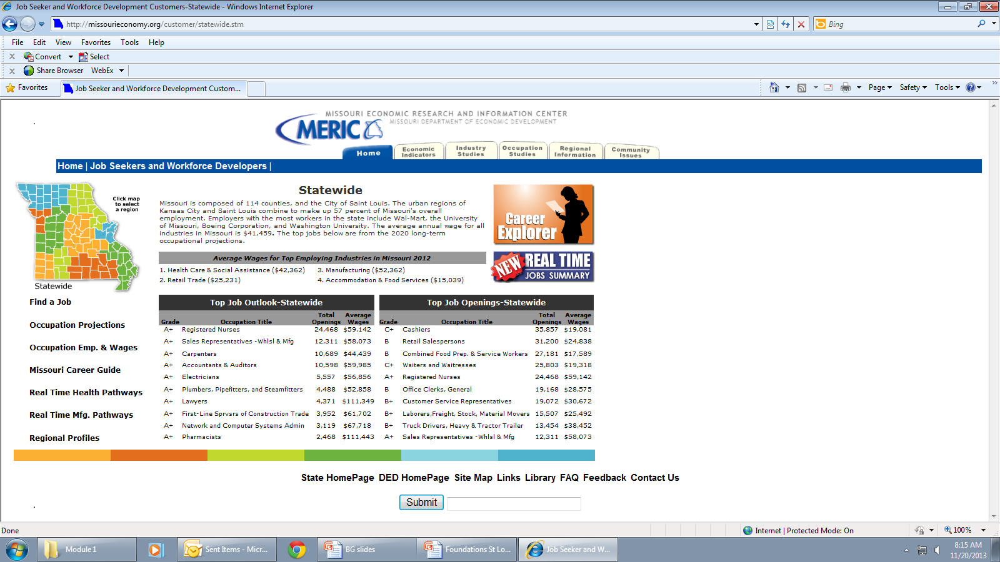 Job Seeker and Workforce Development Customers-Statewide - Windows Internet Explorer
http://missourieconomy.org/customer/statewide.stm
Bing
File Edit View Favorites Tools Help
x Convert Select
x Share Browser WebEx
Favorites Job Seeker and Workforce Development Custom... Page Safety Tools
MISSOURI ECONOMIC RESEARCH AND INFORMATION CENTER
MISSOURI DEPARTMENT OF ECONOMIC DEVELOPMENT
MERIC
Home Economic Indicators Industry Studies Occupation Studies Regional Information Community Issues
Home | Job Seekers and Workforce Developers |
Click map
to select
a region
Statewide
Find a Job
Occupation Projections
Occupation Emp. & Wages
Missouri Career Guide
Real Time Health Pathways
Real Time Mfg. Pathways
Regional Profiles
Statewide
Missouri is composed of 114 counties, and the City of Saint Louis. The urban regions of
Kansas City and Saint Louis combine to make up 57 percent of Missouri's overall
employment. Employers with the most workers in the state include Wal-Mart, the University
of Missouri, Boeing Corporation, and Washington University. The average annual wage for all
industries in Missouri is $41,459. The top jobs below are from the 2020 long-term
occupational projections.
Average Wages for Top Employing Industries in Missouri 2012
1. Health Care & Social Assistance ($42,362) 3. Manufacturing ($52,362)
2. Retail Trade ($25,231) 4. Accommodation & Food Services ($15,039)
Career
Explorer
NEW REAL TIME
JOBS SUMMARY
Top Job Outlook-Statewide
Grade Occupation Title Total Openings Average Wages
A+ Registered Nurses 24,468 $59,142
A+ Sales Representatives -Whlsl & Mfg 12,311 $58,073
A+ Carpenters 10,689 $44,439
A+ Accountants & Auditors 10,598 $59,985
A+ Electricians 5,557 $56,856
A+ Plumbers, Pipefitters, and Steamfitters 4,488 $52,858
A+ Lawyers 4,371 $111,349
A+ First-Line Sprvsrs of Construction Trade 3,952 $61,702
A+ Network and Computer Systems Admin 3,119 $67,718
A+ Pharmacists 2,468 $111,443
Top Job Openings-Statewide
Grade Occupation Title Total Openings Average Wages
C+ Cashiers 35,857 $19,081
B Retail Salespersons 31,200 $24,838
B Combined Food Prep. & Service Workers 27,181 $17,589
C+ Waiters and Waitresses 25,803 $19,318
A+ Registered Nurses 24,468 $59,142
B Office Clerks, General 19,168 $28,575
B+ Customer Service Representatives 19,072 $30,672
B+ Laborers,Freight, Stock, Material Movers 15,507 $25,492
B+ Truck Drivers, Heavy & Tractor Trailer 13,454 $38,452
A+ Sales Representatives -Whlsl & Mfg 12,311 $58,073
State HomePage DED HomePage Site Map Links Library FAQ Feedback Contact Us
Submit
Done Internet | Protected Mode: On 100%
Module 1 Sent Items - Micr... BG slides Foundations St Lo... Job Seeker and W... 8:15 AM
11/20/2013